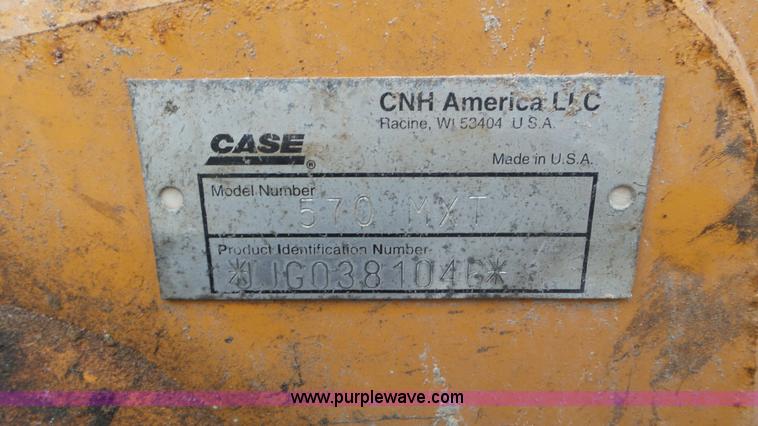 CNH America LLC
Racine, WI 53404 U.S.A.
CASE
®
Made in U.S.A.
Model Number
570 MXT
Product Identification Number
www.purplewave.com